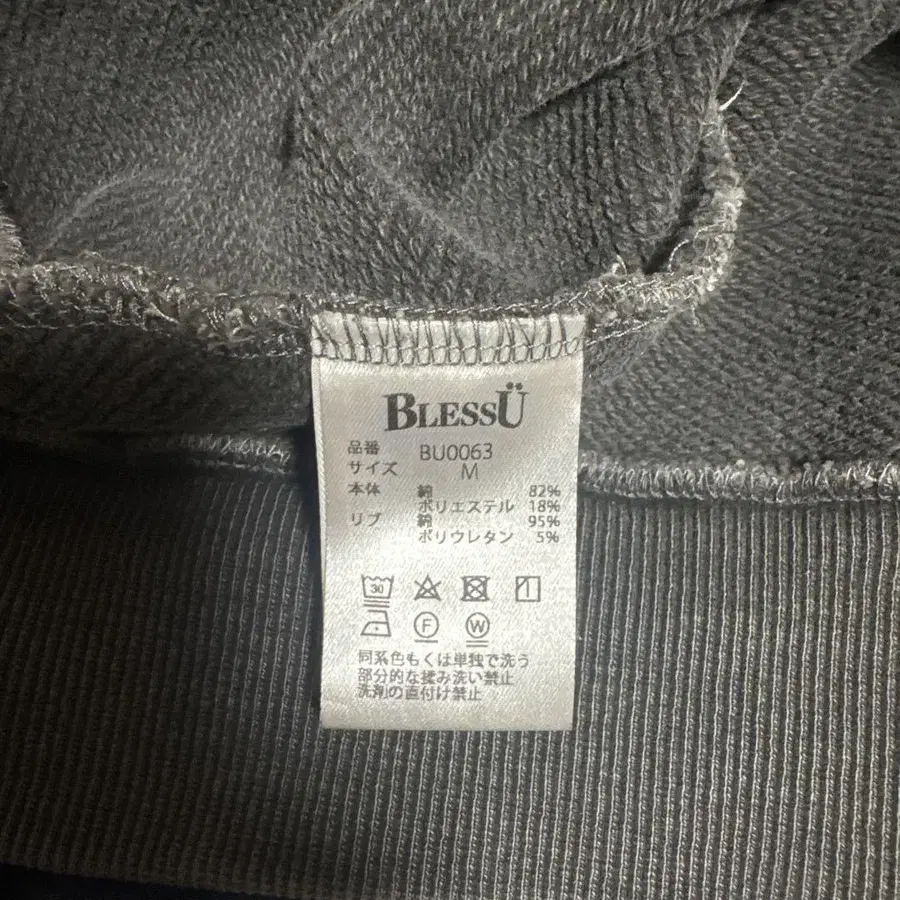 BLESSÜ
品番 BU0063
サイズ M
本体 綿 82%
ポリエステル 18%
リブ 綿 95%
ポリウレタン 5%
30
F W
同系色もくは単独で洗う
部分的な揉み洗い禁止
洗剤の直付け禁止